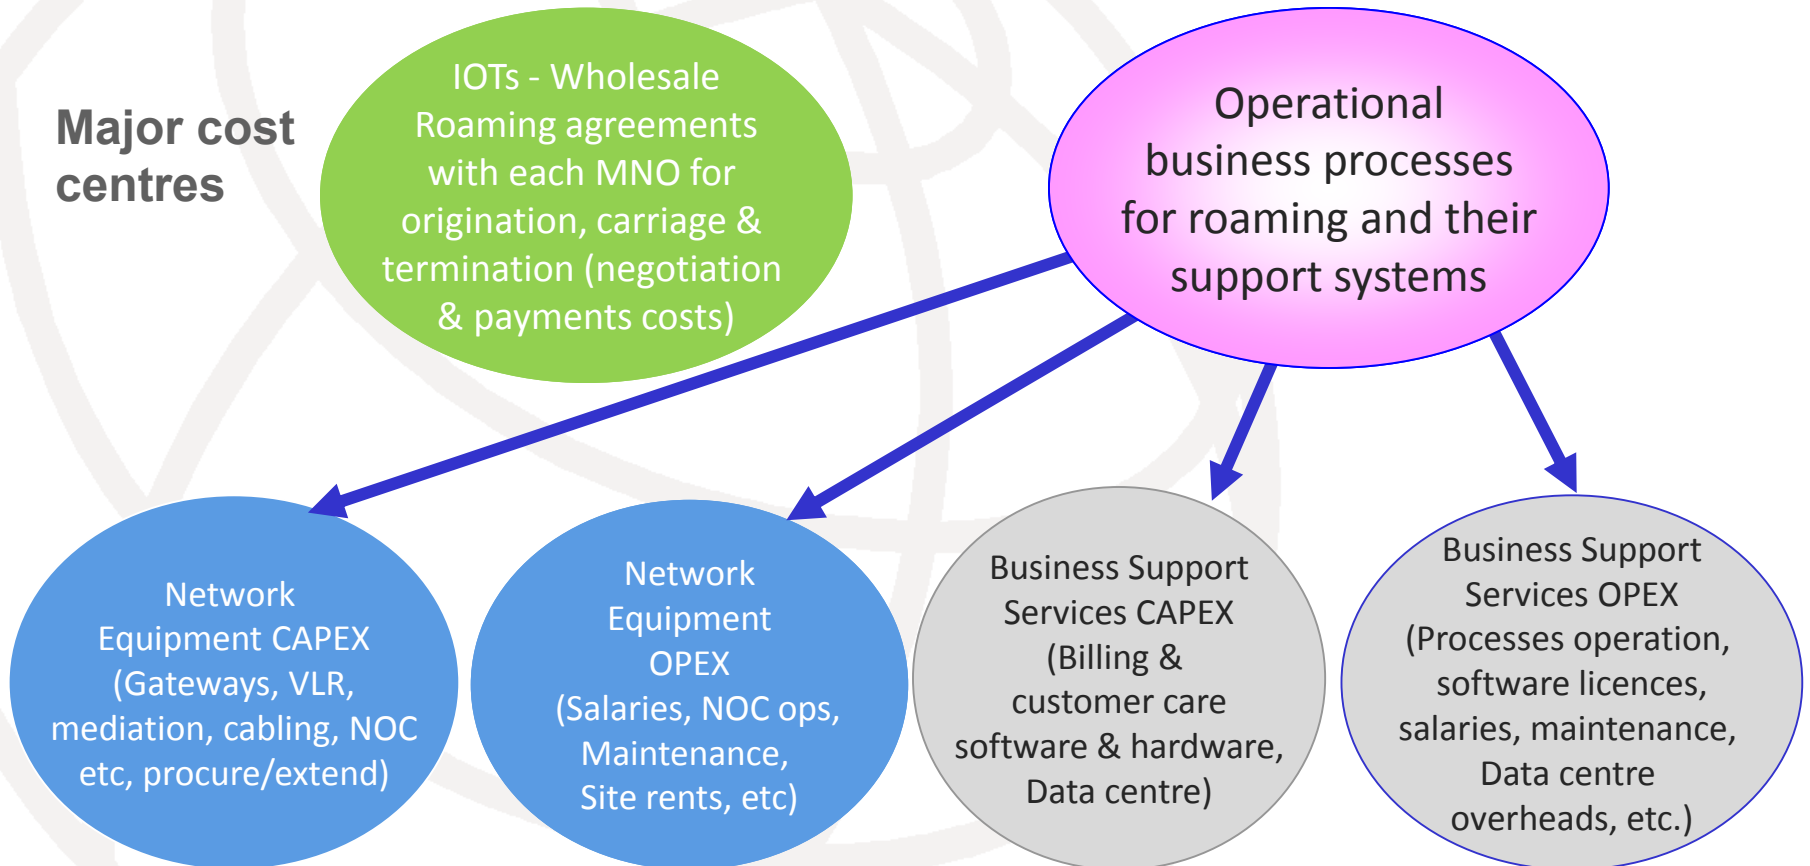 Major cost
centres
IOTs - Wholesale
Roaming agreements
with each MNO for
origination, carriage &
termination (negotiation
& payments costs)
Operational
business processes
for roaming and their
support systems
Network
Equipment CAPEX
(Gateways, VLR,
mediation, cabling, NOC
etc, procure/extend)
Network
Equipment
OPEX
(Salaries, NOC ops,
Maintenance,
Site rents, etc)
Business Support
Services CAPEX
(Billing &
customer care
software & hardware,
Data centre)
Business Support
Services OPEX
(Processes operation,
software licences,
salaries, maintenance,
Data centre
overheads, etc.)